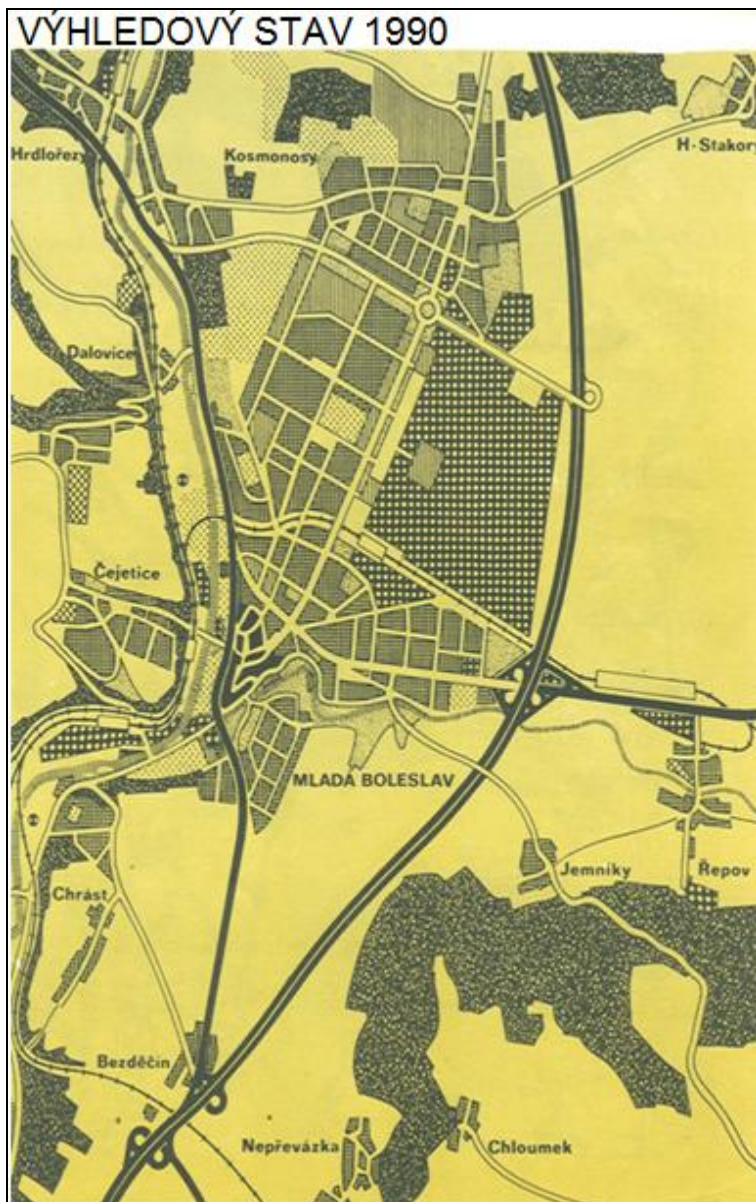 VÝHLEDOVÝ STAV 1990
Hrdlořezy
Kosmonosy
H-Stakory
Dalovice
Čejetice
MLADÁ BOLESLAV
Jemníky
Řepov
Chrást
Bezděčín
Nepřevázka
Chloumek